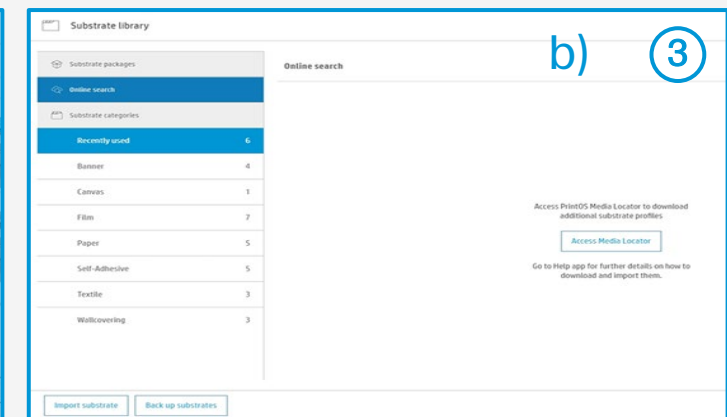 Substrate library
b)
3
Substrate packages
Online search
Online search
Substrate categories
Recently used 6
Banner 4
Canvas 1
Film 7
Paper 5
Self-Adhesive 5
Textile 3
Wallcovering 3
Access PrintOS Media Locator to download
additional substrate profiles
Access Media Locator
Go to Help app for further details on how to
download and import them.
Import substrate Back up substrates